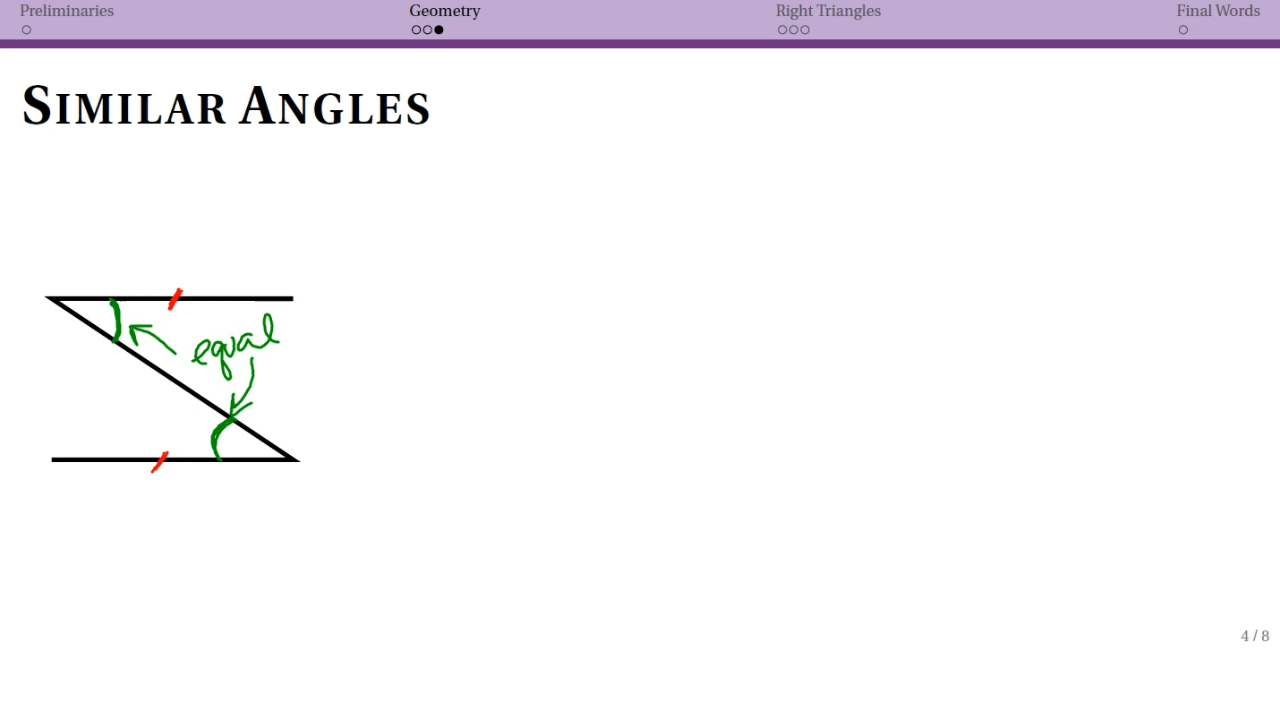 Preliminaries Geometry Right Triangles Final Words
SIMILAR ANGLES
equal
4 / 8